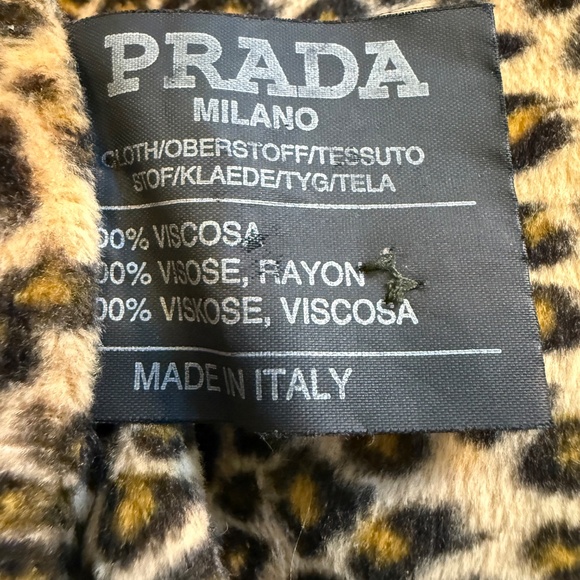 PRADA
MILANO
CLOTH/OBERSTOFF/TESSUTO
STOF/KLAEDE/TYG/TELA
00% VISCOSA
00% VISOSE, RAYON
00% VISKOSE, VISCOSA
MADE IN ITALY